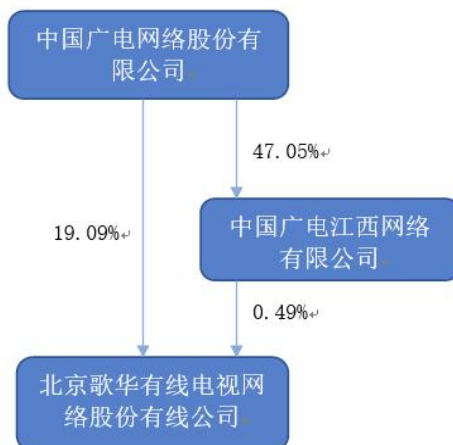 中国广电网络股份有
限公司
47.05%
19.09%
中国广电江西网络
有限公司
0.49%
北京歌华有线电视网
络股份有线公司